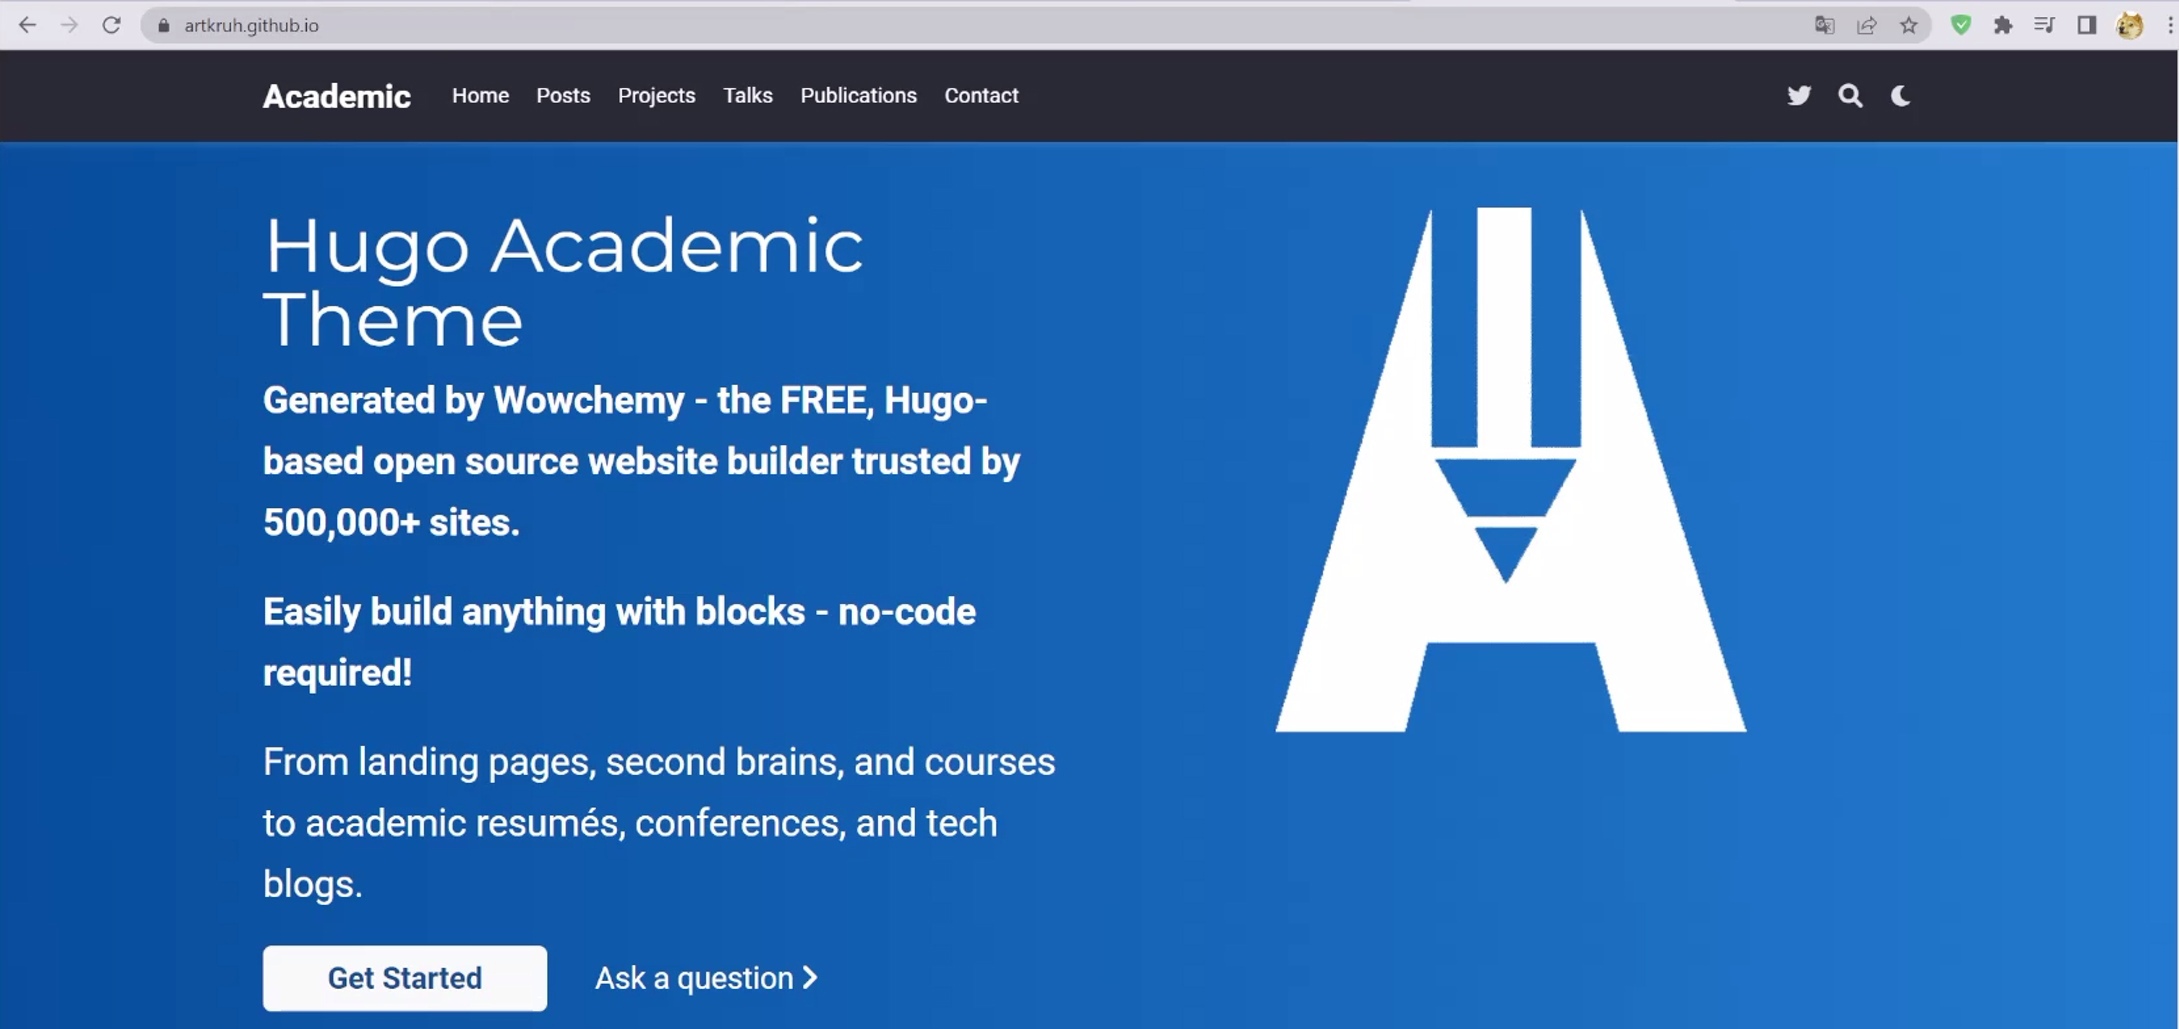 artkruh.github.io
Academic Home Posts Projects Talks Publications Contact
Hugo Academic
Theme
Generated by Wowchemy - the FREE, Hugo-
based open source website builder trusted by
500,000+ sites.
Easily build anything with blocks - no-code
required!
From landing pages, second brains, and courses
to academic resumés, conferences, and tech
blogs.
Get Started Ask a question